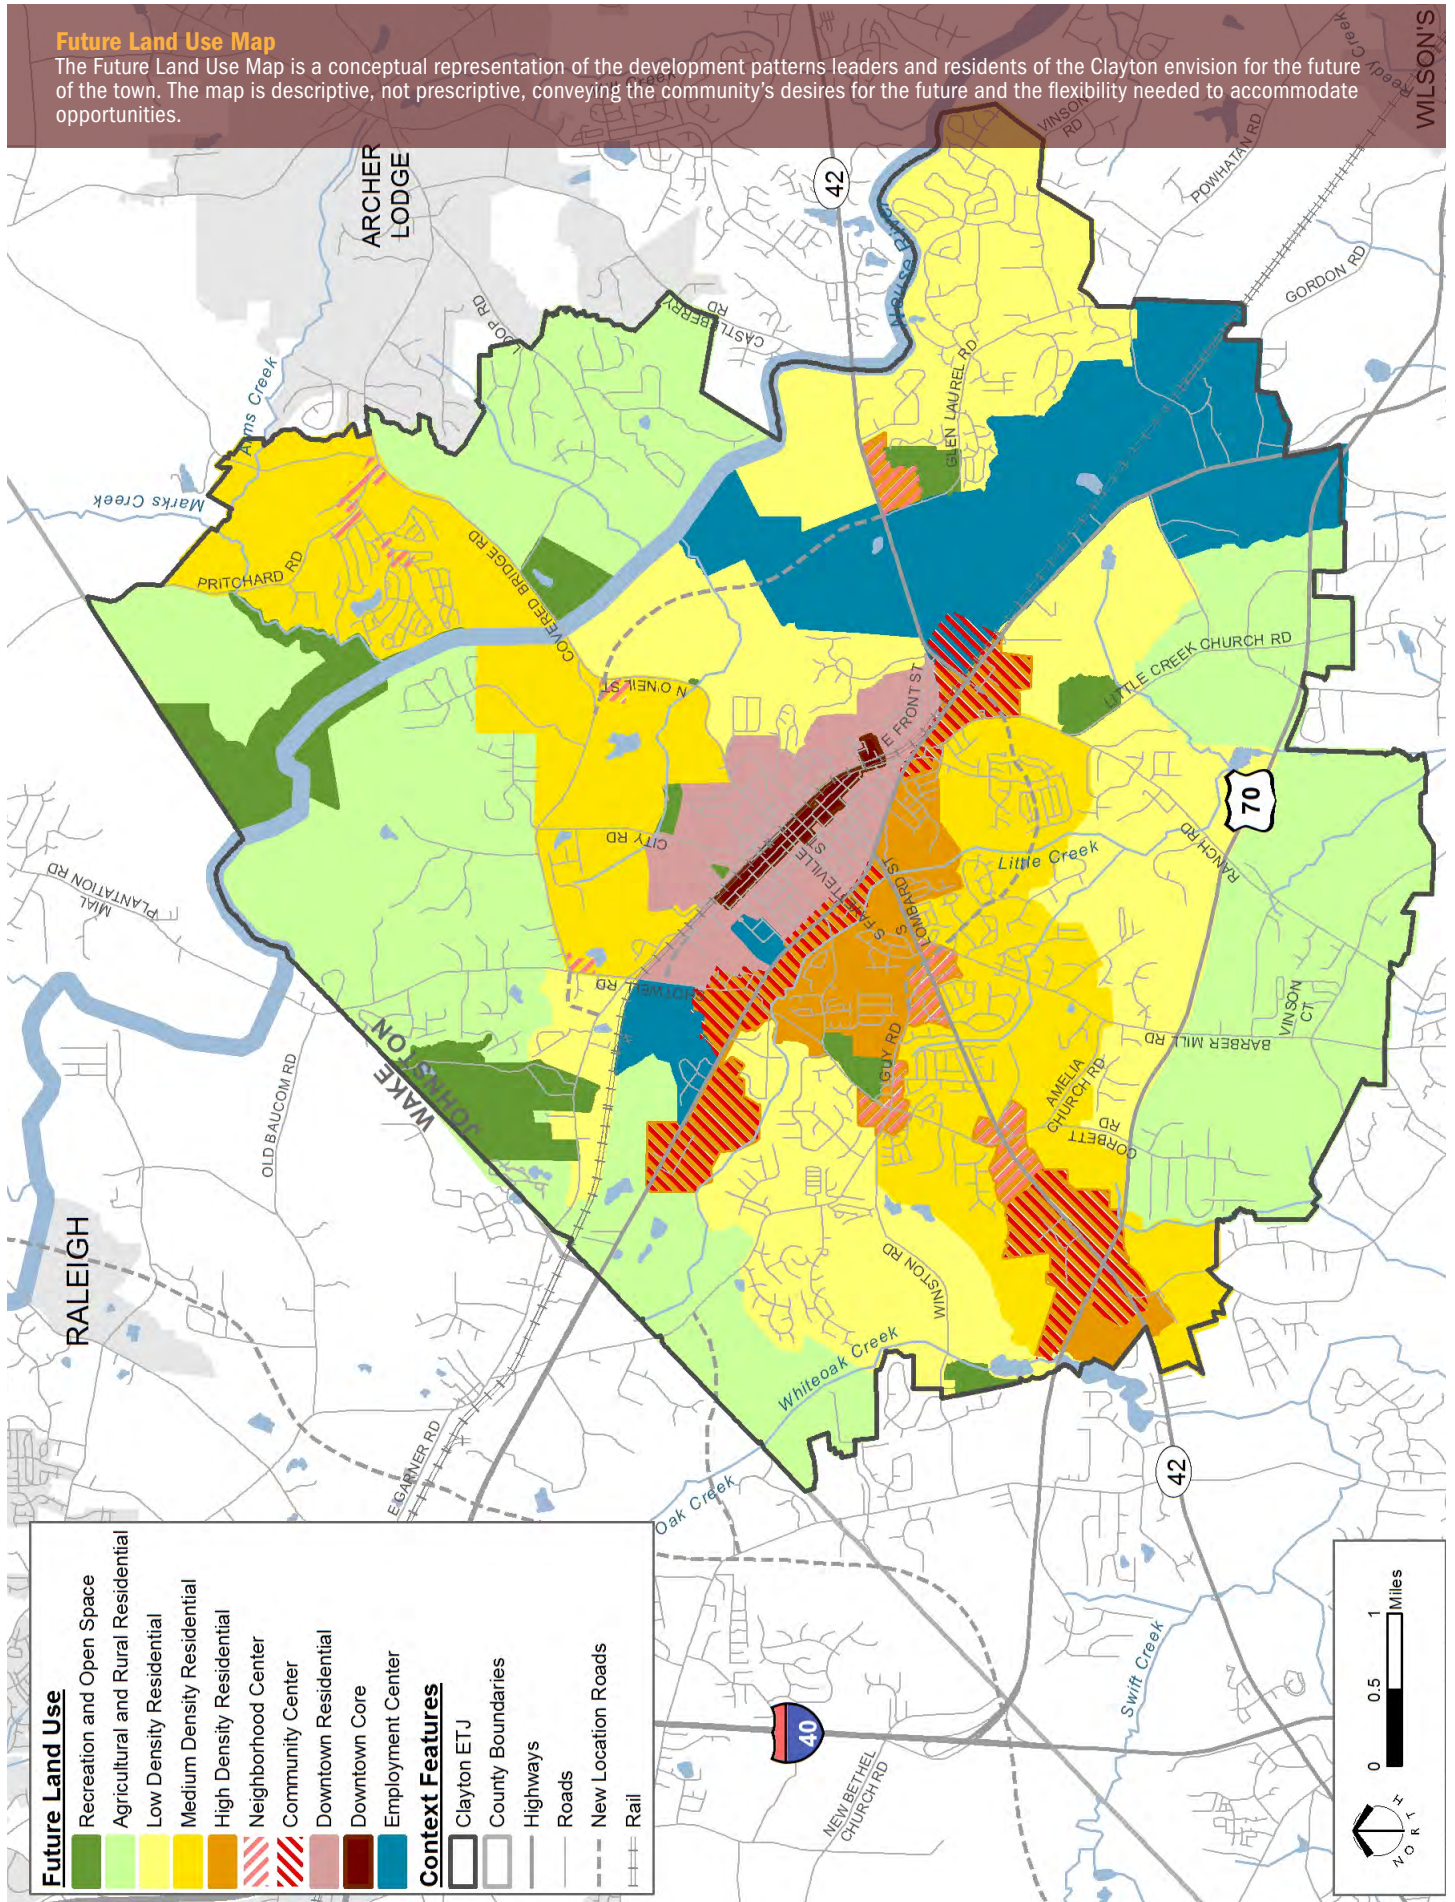 Future Land Use Map
The Future Land Use Map is a conceptual representation of the development patterns leaders and residents of the Clayton envision for the future
of the town. The map is descriptive, not prescriptive, conveying the community's desires for the future and the flexibility needed to accommodate
opportunities.
WILSON'S
Reedy Creek
VINSON
RD
POWHATAN RD
ARCHER
LODGE
42
Neuse River
GORDON RD
LOOP RD
CASTLEBERRY
RD
GLEN LAUREL RD
Marks Creek
PRITCHARD RD
COVERED BRIDGE RD
N O'NEIL ST
E FRONT ST
LITTLE CREEK CHURCH RD
70
CITY RD
Little Creek
RANCH RD
S LOMBARD ST
MIAL
PLANTATION RD
SHOTWELL RD
GUY RD
VINSON
CT
BARBER MILL RD
AMELIA
CHURCH RD
CORBETT
RD
WAKE
JOHNSTON
OLD BAUCOM RD
RALEIGH
WINSTON RD
Whiteoak Creek
E GARNER RD
Oak Creek
42
Swift Creek
40
NEW BETHEL
CHURCH RD
Future Land Use
Recreation and Open Space
Agricultural and Rural Residential
Low Density Residential
Medium Density Residential
High Density Residential
Neighborhood Center
Community Center
Downtown Residential
Downtown Core
Employment Center
Context Features
Clayton ETJ
County Boundaries
Highways
Roads
New Location Roads
Rail
0 0.5 1
Miles
NORTH